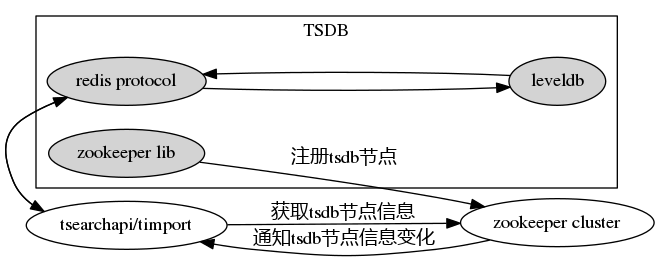 TSDB
redis protocol
leveldb
zookeeper lib
注册tsdb节点
获取tsdb节点信息
tsearchapi/timport
zookeeper cluster
通知tsdb节点信息变化